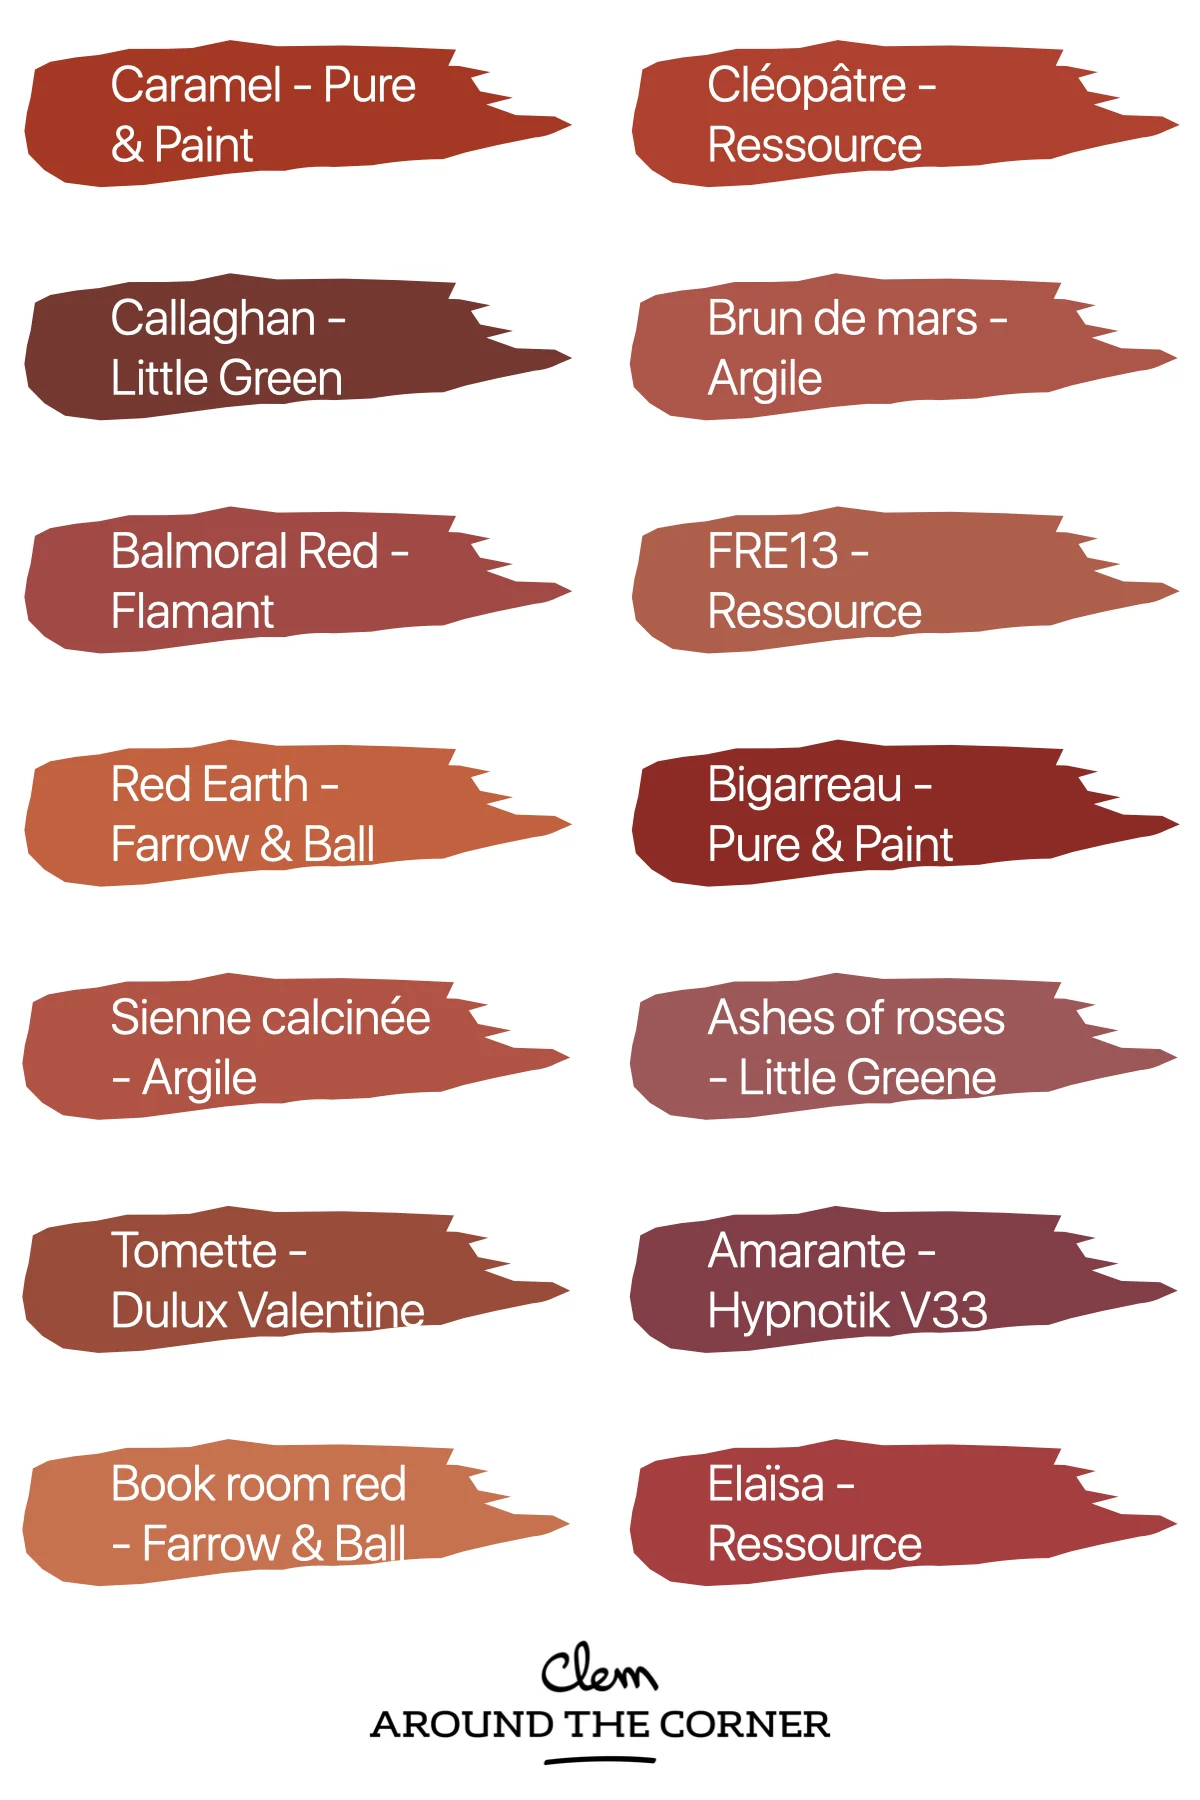 Caramel - Pure
& Paint
Cléopâtre -
Ressource
Callaghan -
Little Green
Brun de mars -
Argile
Balmoral Red -
Flamant
FRE13 -
Ressource
Red Earth -
Farrow & Ball
Bigarreau -
Pure & Paint
Sienne calcinée
- Argile
Ashes of roses
- Little Greene
Tomette -
Dulux Valentine
Amarante -
Hypnotik V33
Book room red
- Farrow & Ball
Elaïsa -
Ressource
Clem
AROUND THE CORNER